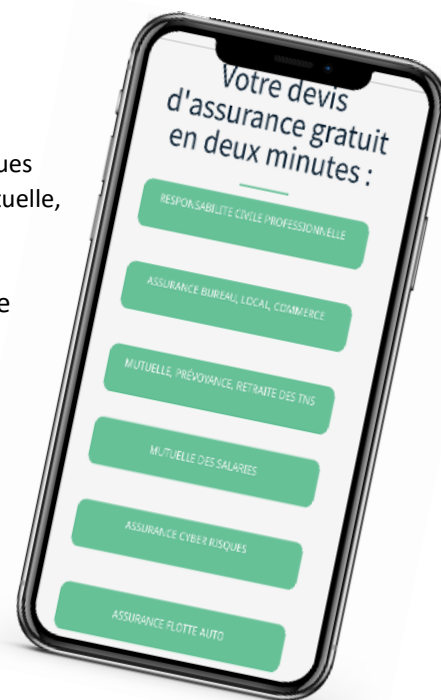 ues
tuelle,
e
Votre devis
d'assurance gratuit
en deux minutes :
RESPONSABILITE CIVILE PROFESSIONNELLE
ASSURANCE BUREAU, LOCAL, COMMERCE
MUTUELLE, PRÉVOYANCE, RETRAITE DES TNS
MUTUELLE DES SALARIES
ASSURANCE CYBER RISQUES
ASSURANCE FLOTTE AUTO